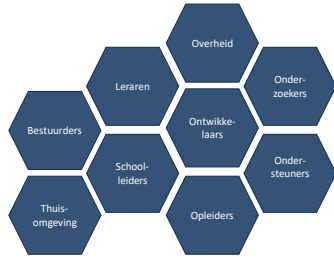 Overheid
Leraren
Onder-
zoekers
Bestuurders
Ontwikke-
laars
School-
leiders
Onder-
steuners
Thuis-
omgeving
Opleiders